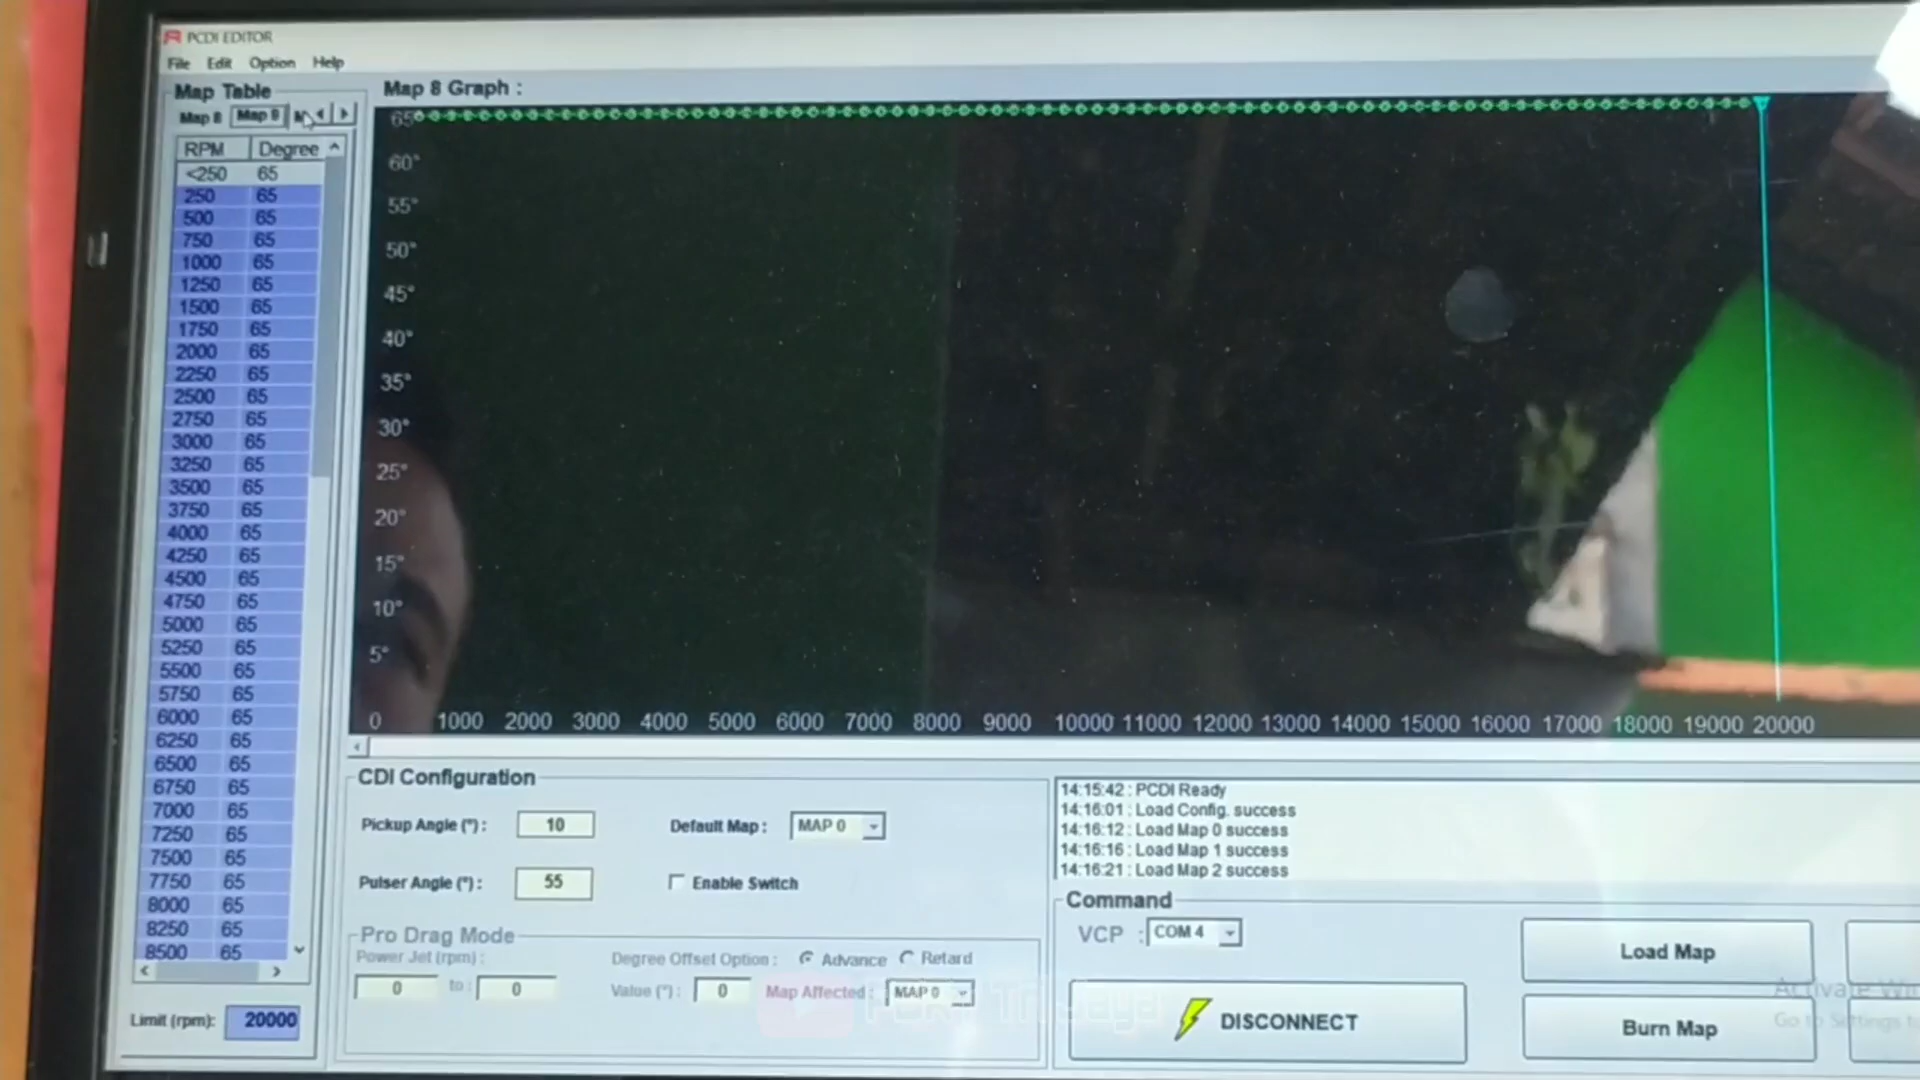 PCDI EDITOR
File Edit Option Help
Map Table
Map 8 Map 9
RPM Degree
<250 65
250 65
500 65
750 65
1000 65
1250 65
1500 65
1750 65
2000 65
2250 65
2500 65
2750 65
3000 65
3250 65
3500 65
3750 65
4000 65
4250 65
4500 65
4750 65
5000 65
5250 65
5500 65
5750 65
6000 65
6250 65
6500 65
6750 65
7000 65
7250 65
7500 65
7750 65
8000 65
8250 65
8500 65
Limit (rpm): 20000
Map 8 Graph :
65
60°
55°
50°
45°
40°
35°
30°
25°
20°
15°
10°
5°
0 1000 2000 3000 4000 5000 6000 7000 8000 9000 10000 11000 12000 13000 14000 15000 16000 17000 18000 19000 20000
CDI Configuration
Pickup Angle (°) : 10 Default Map : MAP 0
Pulser Angle (°) : 55 Enable Switch
Pro Drag Mode
Power Jet (rpm) :
0 to : 0
Degree Offset Option : Advance Retard
Value (°) : 0 Map Affected : MAP 0
14:15:42 : PCDI Ready
14:16:01 : Load Config. success
14:16:12 : Load Map 0 success
14:16:16 : Load Map 1 success
14:16:21 : Load Map 2 success
Command
VCP : COM 4
DISCONNECT
Load Map
Burn Map
Activate Win
Go to Settings t